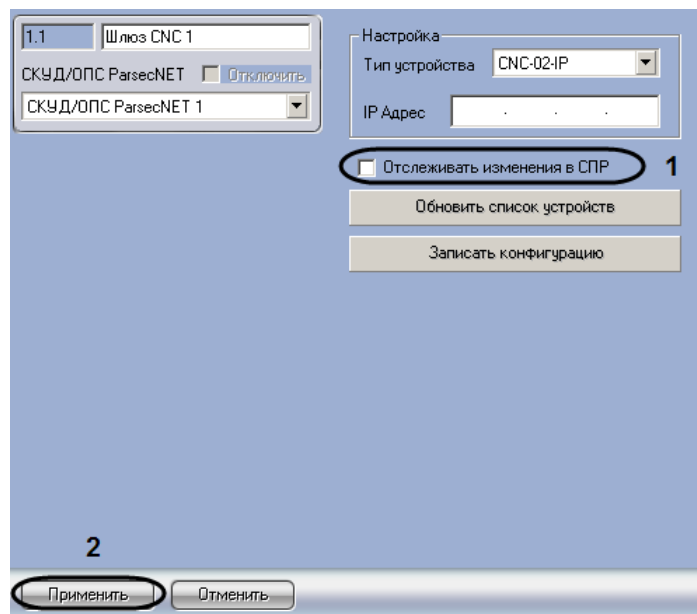 1.1 Шлюз CNC 1
СКУД/ОПС ParsecNET Отключить
СКУД/ОПС ParsecNET 1
Настройка
Тип устройства CNC-02-IP
IP Адрес . . .
Отслеживать изменения в СПР 1
Обновить список устройств
Записать конфигурацию
2
Применить Отменить